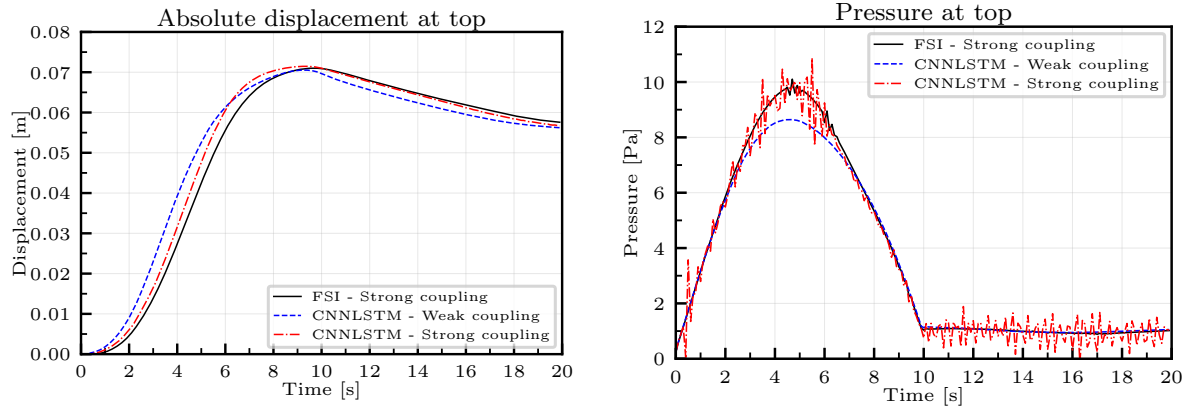 Absolute displacement at top
0.08
0.07
0.06
0.05
0.04
0.03
0.02
0.01
0.00
Displacement [m]
FSI - Strong coupling
CNNLSTM - Weak coupling
CNNLSTM - Strong coupling
0 2 4 6 8 10 12 14 16 18 20
Time [s]
Pressure at top
12
10
8
6
4
2
0
Pressure [Pa]
FSI - Strong coupling
CNNLSTM - Weak coupling
CNNLSTM - Strong coupling
0 2 4 6 8 10 12 14 16 18 20
Time [s]